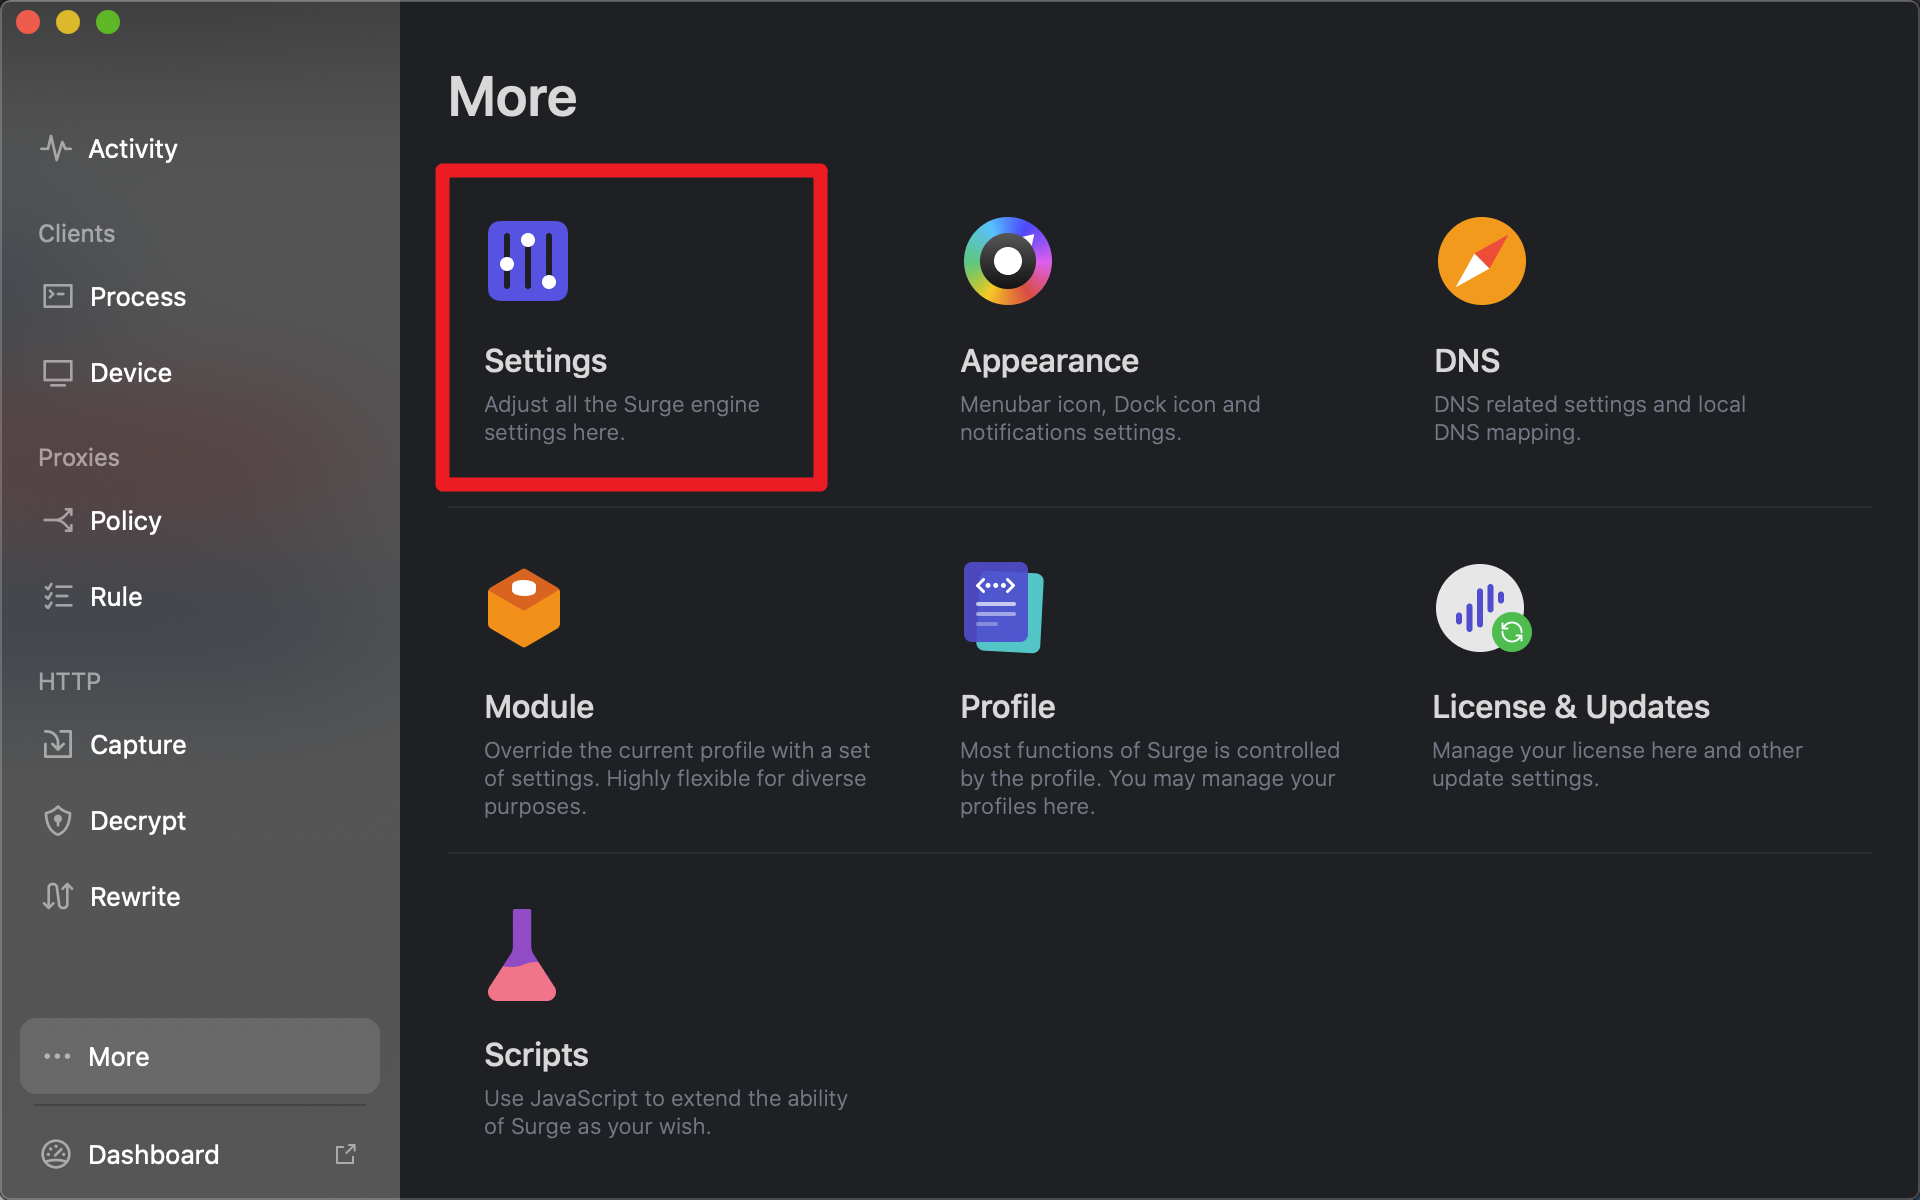 Activity
Clients
Process
Device
Proxies
Policy
Rule
HTTP
Capture
Decrypt
Rewrite
More
Dashboard
More
Settings
Adjust all the Surge engine
settings here.
Appearance
Menubar icon, Dock icon and
notifications settings.
DNS
DNS related settings and local
DNS mapping.
Module
Override the current profile with a set
of settings. Highly flexible for diverse
purposes.
Profile
Most functions of Surge is controlled
by the profile. You may manage your
profiles here.
License & Updates
Manage your license here and other
update settings.
Scripts
Use JavaScript to extend the ability
of Surge as your wish.